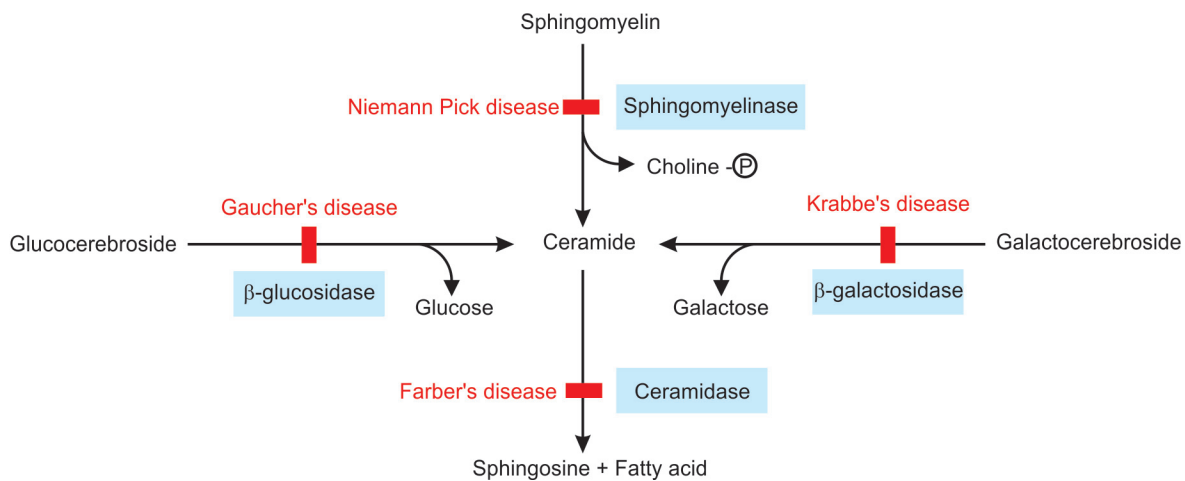 Sphingomyelin
Niemann Pick disease
Sphingomyelinase
Choline -P
Gaucher's disease
Krabbe's disease
Glucocerebroside
Ceramide
Galactocerebroside
β-glucosidase
Glucose
Galactose
β-galactosidase
Farber's disease
Ceramidase
Sphingosine + Fatty acid